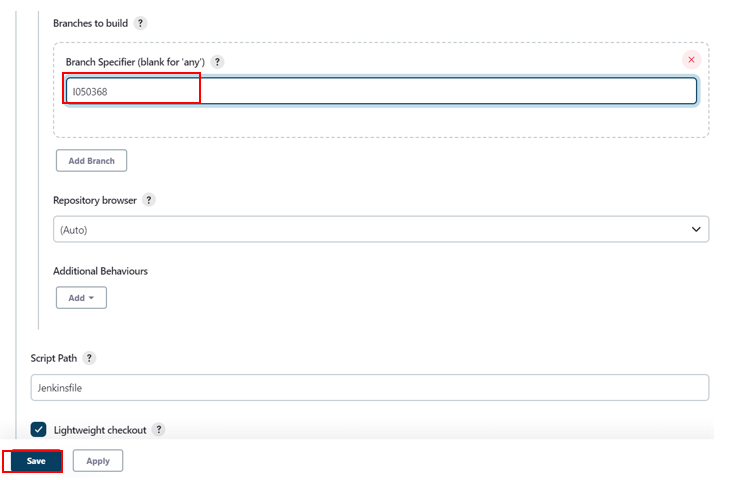 Branches to build ?
Branch Specifier (blank for 'any') ?
I050368
Add Branch
Repository browser ?
(Auto)
Additional Behaviours
Add
Script Path ?
Jenkinsfile
Lightweight checkout ?
Save Apply